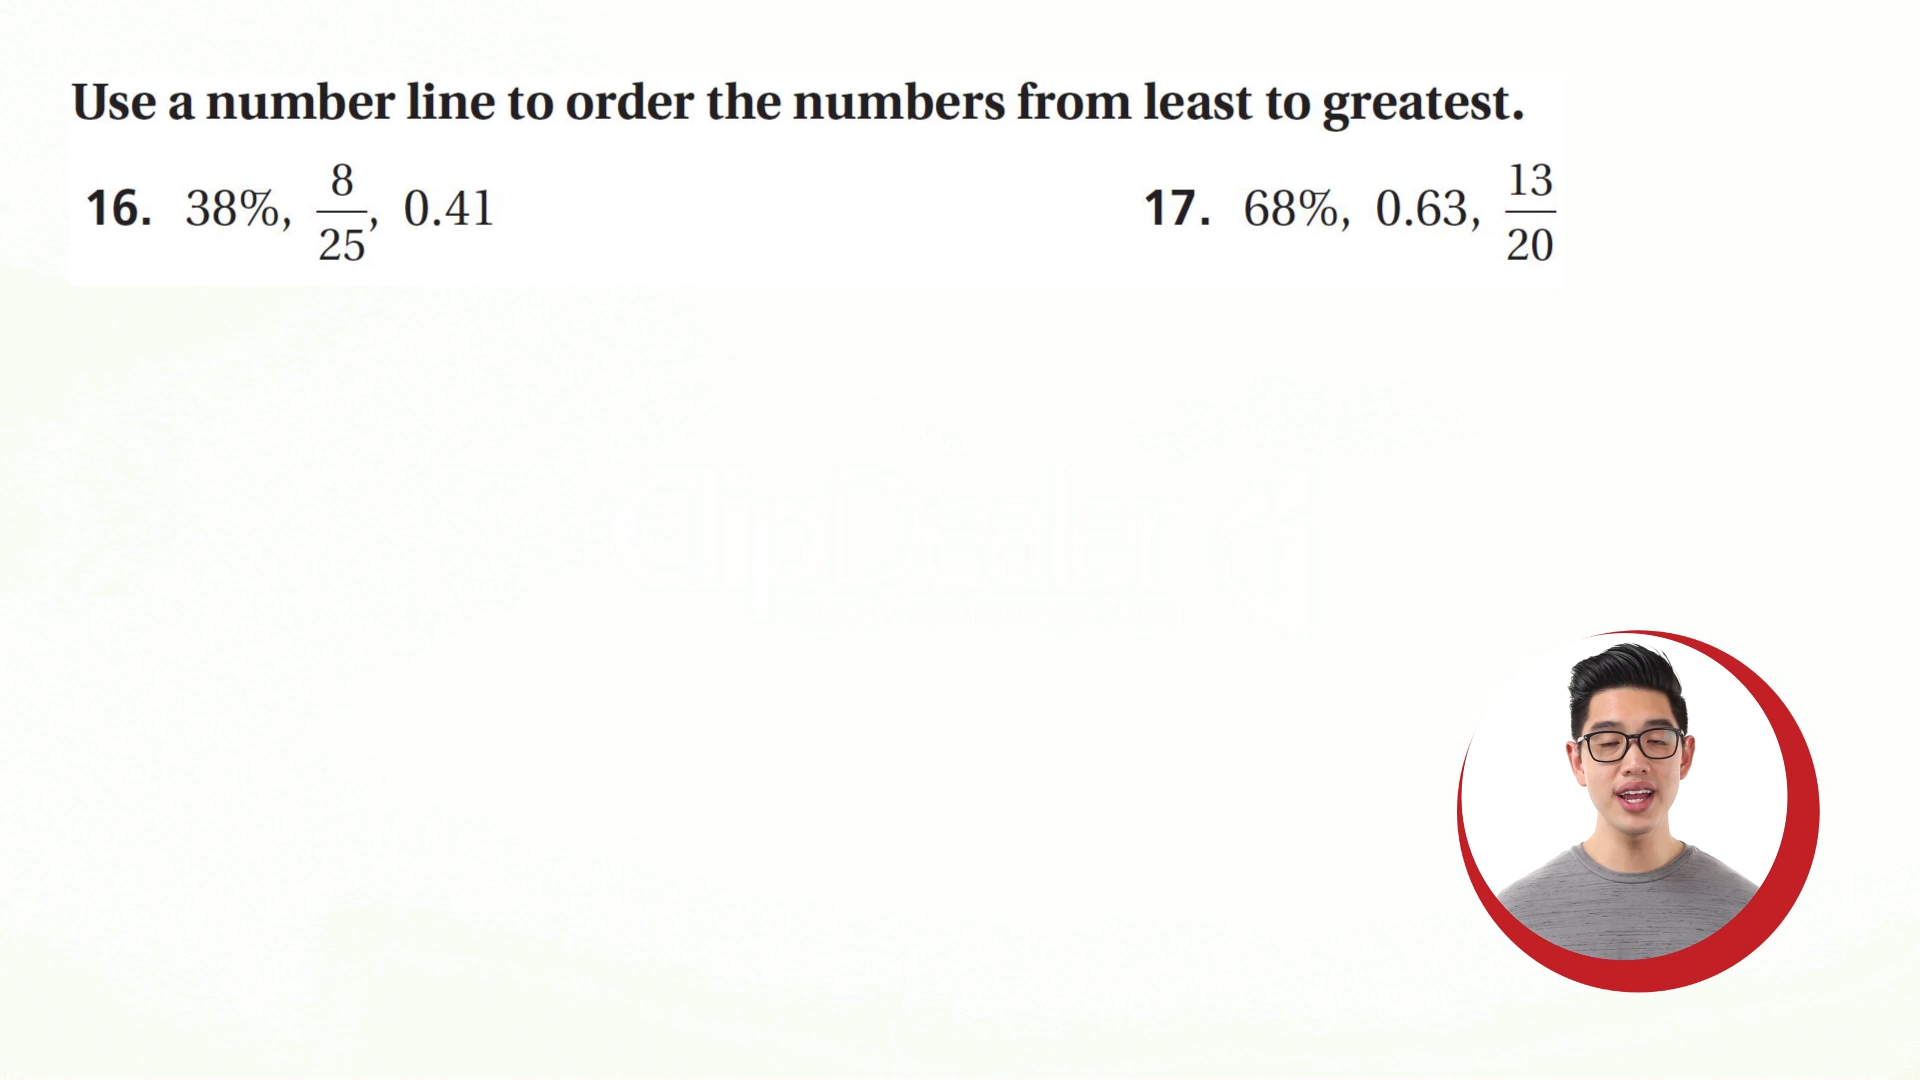 Use a number line to order the numbers from least to greatest.
16. 38%, 8/25, 0.41
17. 68%, 0.63, 13/20